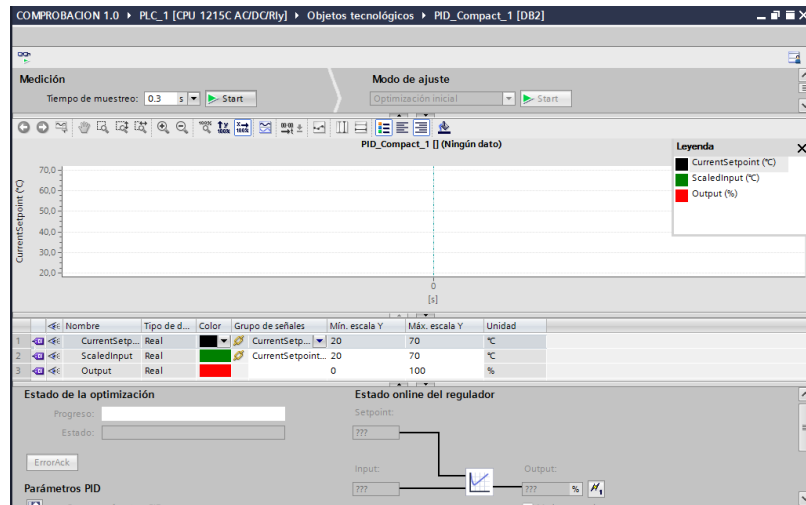 COMPROBACION 1.0 ▸ PLC_1 [CPU 1215C AC/DC/Rly] ▸ Objetos tecnológicos ▸ PID_Compact_1 [DB2]
Medición
Modo de ajuste
Tiempo de muestreo: 0.3 s Start
Optimización inicial Start
PID_Compact_1 [] (Ningún dato)
Leyenda
CurrentSetpoint (°C)
ScaledInput (°C)
Output (%)
CurrentSetpoint (°C)
70,0
60,0
50,0
40,0
30,0
20,0
0
[s]
Nombre Tipo de d... Color Grupo de señales Mín. escala Y Máx. escala Y Unidad
1 CurrentSetp... Real CurrentSetp... 20 70 °C
2 ScaledInput Real CurrentSetpoint... 20 70 °C
3 Output Real 0 100 %
Estado de la optimización
Estado online del regulador
Progreso:
Setpoint:
Estado:
???
ErrorAck
Input:
Output:
???
??? %
Parámetros PID